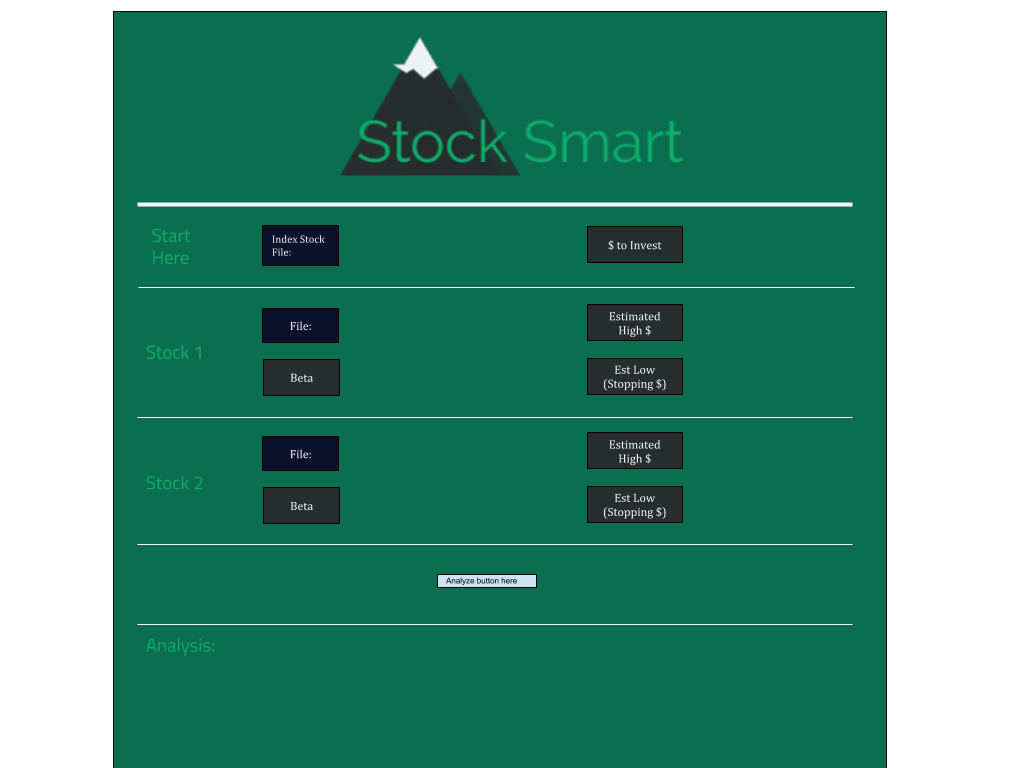 Stock Smart
Start
Here
Index Stock
File:
$ to Invest
Stock 1
File:
Beta
Estimated
High $
Est Low
(Stopping $)
Stock 2
File:
Beta
Estimated
High $
Est Low
(Stopping $)
Analyze button here
Analysis: